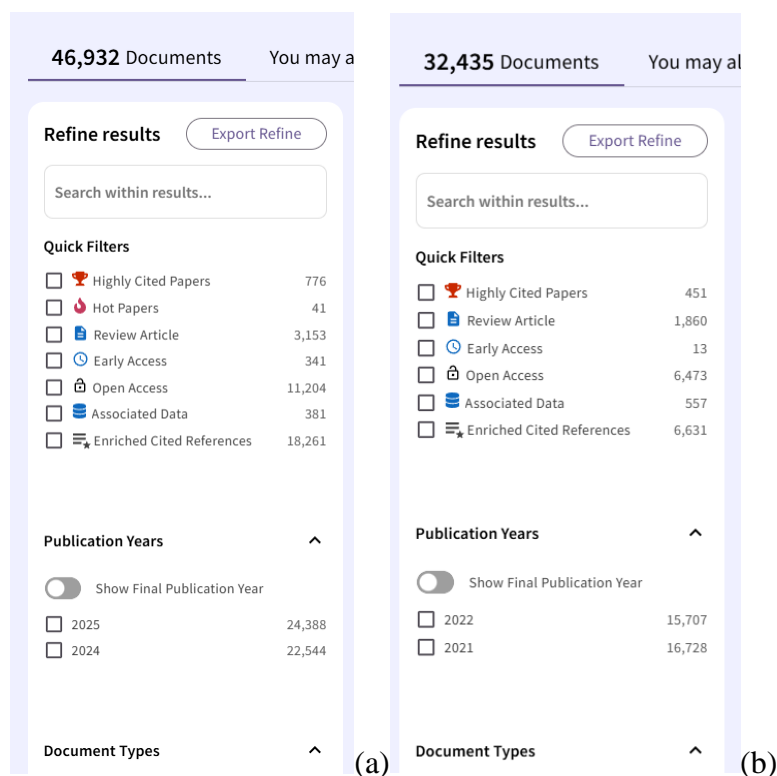 46,932 Documents You may a
Refine results Export Refine
Search within results...
Quick Filters
Highly Cited Papers 776
Hot Papers 41
Review Article 3,153
Early Access 341
Open Access 11,204
Associated Data 381
Enriched Cited References 18,261
Publication Years
Show Final Publication Year
2025 24,388
2024 22,544
Document Types
(a)
32,435 Documents You may al
Refine results Export Refine
Search within results...
Quick Filters
Highly Cited Papers 451
Review Article 1,860
Early Access 13
Open Access 6,473
Associated Data 557
Enriched Cited References 6,631
Publication Years
Show Final Publication Year
2022 15,707
2021 16,728
Document Types
(b)